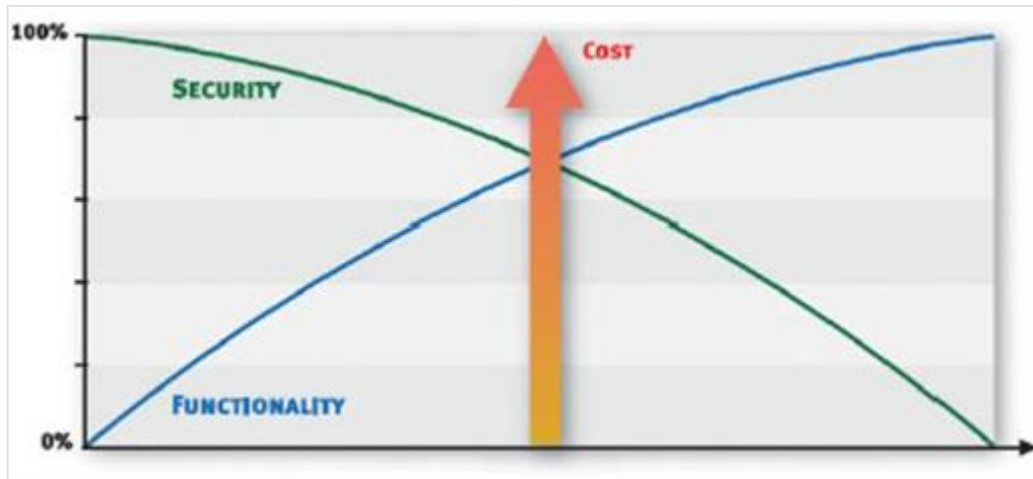 100%
COST
SECURITY
FUNCTIONALITY
0%